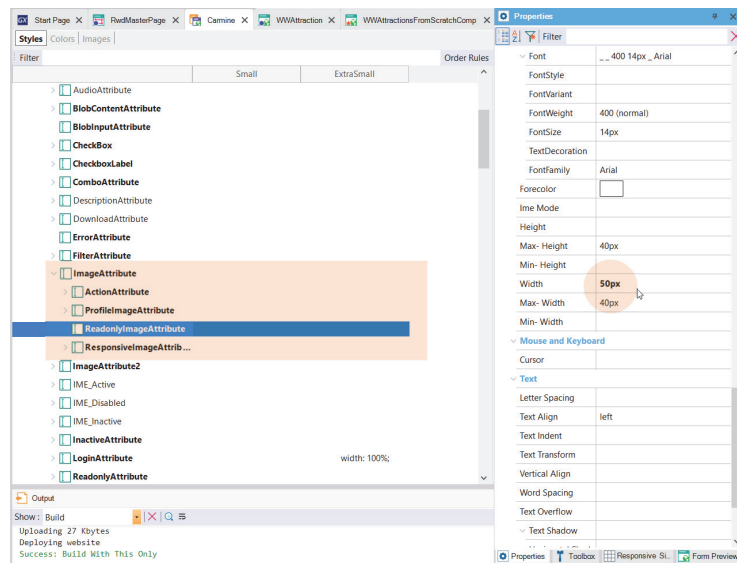 GX Start Page X RwdMasterPage X Carmine X WWAttraction X WWAttractionsFromScratchComp X
Styles Colors Images
Filter Order Rules
Small ExtraSmall
AudioAttribute
BlobContentAttribute
BlobInputAttribute
CheckBox
CheckboxLabel
ComboAttribute
DescriptionAttribute
DownloadAttribute
ErrorAttribute
FilterAttribute
ImageAttribute
ActionAttribute
ProfileImageAttribute
ReadonlyImageAttribute
ResponsiveImageAttrib...
ImageAttribute2
IME_Active
IME_Disabled
IME_Inactive
InactiveAttribute
LoginAttribute width: 100%;
ReadonlyAttribute
Output
Show: Build
Uploading 27 Kbytes
Deploying website
Success: Build With This Only
Properties
Filter
Font _ _ 400 14px _ Arial
FontStyle
FontVariant
FontWeight 400 (normal)
FontSize 14px
TextDecoration
FontFamily Arial
Forecolor
Ime Mode
Height
Max- Height 40px
Min- Height
Width 50px
Max- Width 40px
Min- Width
Mouse and Keyboard
Cursor
Text
Letter Spacing
Text Align left
Text Indent
Text Transform
Vertical Align
Word Spacing
Text Overflow
Text Shadow
Properties Toolbox Responsive Si... Form Preview